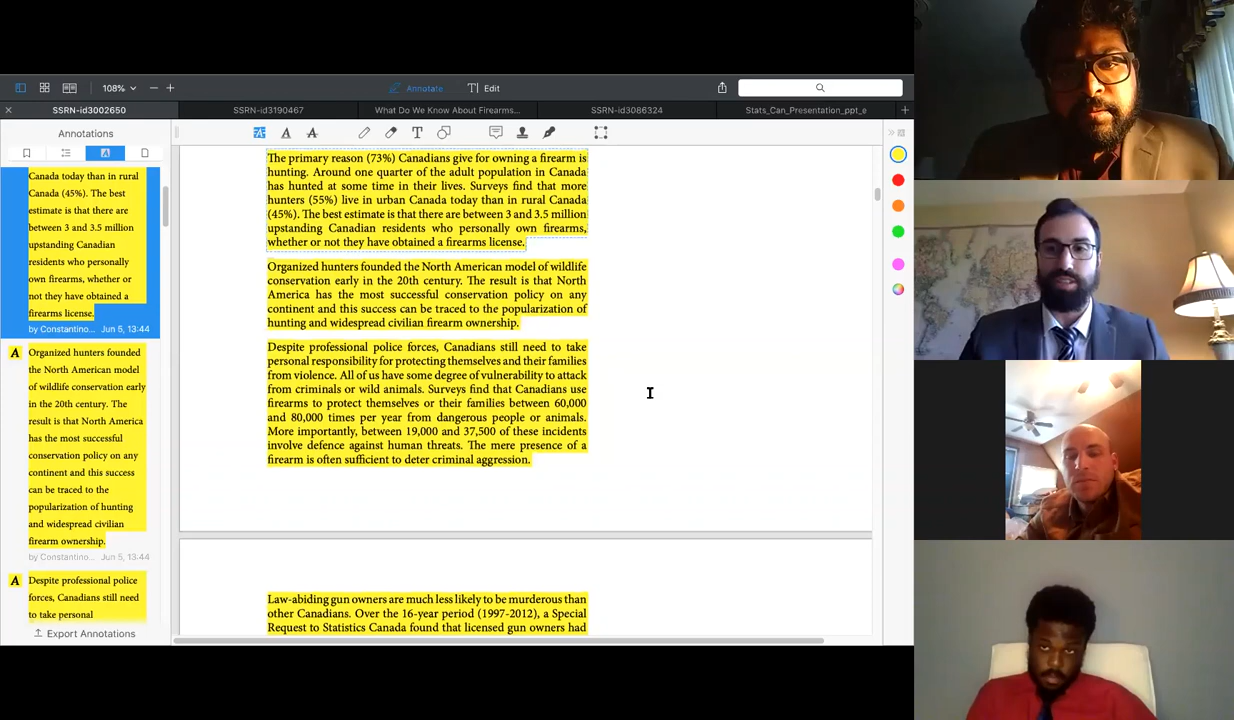 108%
Annotate
Edit
SSRN-id3002650
SSRN-id3190467
What Do We Know About Firearms...
SSRN-id3086324
Stats_Can_Presentation_ppt_e
Annotations
Canada today than in rural
Canada (45%). The best
estimate is that there are
between 3 and 3.5 million
upstanding Canadian
residents who personally
own firearms, whether or
not they have obtained a
firearms license.
by Constantino... Jun 5, 13:44
A Organized hunters founded
the North American model
of wildlife conservation early
in the 20th century. The
result is that North America
has the most successful
conservation policy on any
continent and this success
can be traced to the
popularization of hunting
and widespread civilian
firearm ownership.
by Constantino... Jun 5, 13:44
A Despite professional police
forces, Canadians still need
to take personal
Export Annotations
The primary reason (73%) Canadians give for owning a firearm is
hunting. Around one quarter of the adult population in Canada
has hunted at some time in their lives. Surveys find that more
hunters (55%) live in urban Canada today than in rural Canada
(45%). The best estimate is that there are between 3 and 3.5 million
upstanding Canadian residents who personally own firearms,
whether or not they have obtained a firearms license.
Organized hunters founded the North American model of wildlife
conservation early in the 20th century. The result is that North
America has the most successful conservation policy on any
continent and this success can be traced to the popularization of
hunting and widespread civilian firearm ownership.
Despite professional police forces, Canadians still need to take
personal responsibility for protecting themselves and their families
from violence. All of us have some degree of vulnerability to attack
from criminals or wild animals. Surveys find that Canadians use
firearms to protect themselves or their families between 60,000
and 80,000 times per year from dangerous people or animals.
More importantly, between 19,000 and 37,500 of these incidents
involve defence against human threats. The mere presence of a
firearm is often sufficient to deter criminal aggression.
Law-abiding gun owners are much less likely to be murderous than
other Canadians. Over the 16-year period (1997-2012), a Special
Request to Statistics Canada found that licensed gun owners had